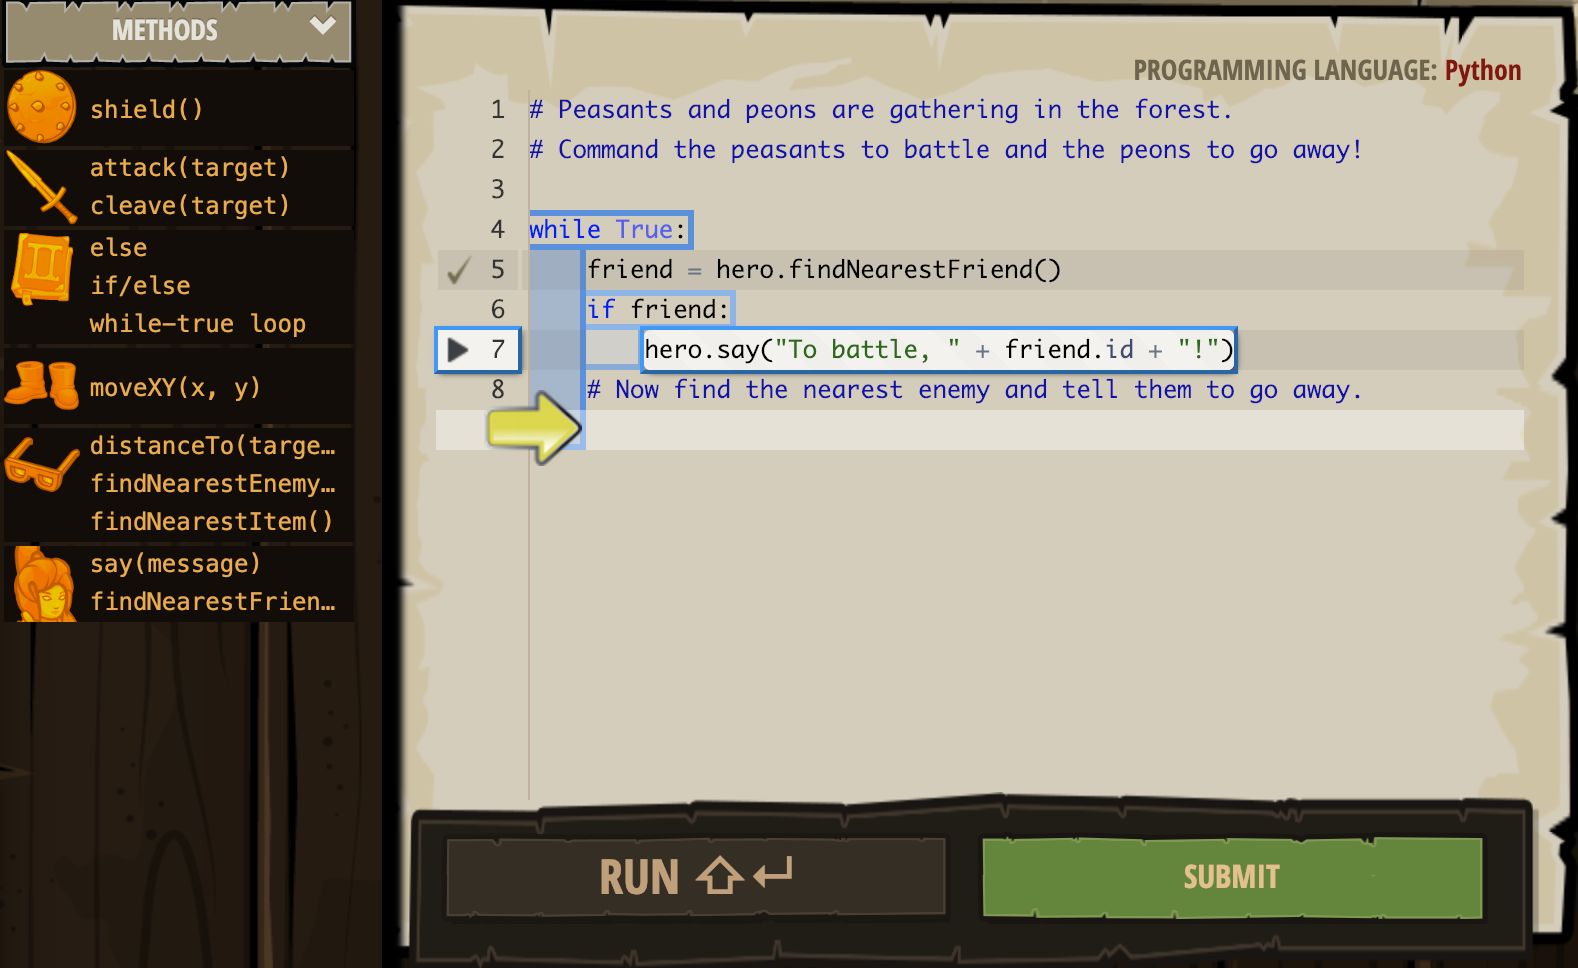 METHODS
shield()
attack(target)
cleave(target)
else
if/else
while-true loop
moveXY(x, y)
distanceTo(targe…
findNearestEnemy…
findNearestItem()
say(message)
findNearestFrien…
PROGRAMMING LANGUAGE: Python
1 # Peasants and peons are gathering in the forest.
2 # Command the peasants to battle and the peons to go away!
3
4 while True:
5 friend = hero.findNearestFriend()
6 if friend:
7 hero.say("To battle, " + friend.id + "!")
8 # Now find the nearest enemy and tell them to go away.
RUN
SUBMIT